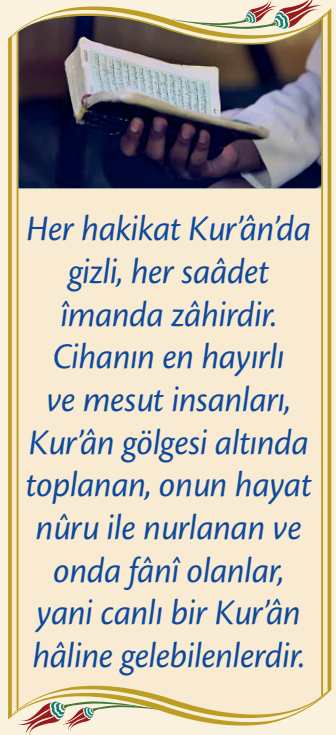 Her hakikat Kur’ân’da
gizli, her saâdet
îmanda zâhirdir.
Cihanın en hayırlı
ve mesut insanları,
Kur’ân gölgesi altında
toplanan, onun hayat
nûru ile nurlanan ve
onda fânî olanlar,
yani canlı bir Kur’ân
hâline gelebilenlerdir.